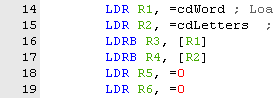 14 LDR R1, =cdWord ; Loa
15 LDR R2, =cdLetters ;
16 LDRB R3, [R1]
17 LDRB R4, [R2]
18 LDR R5, =0
19 LDR R6, =0